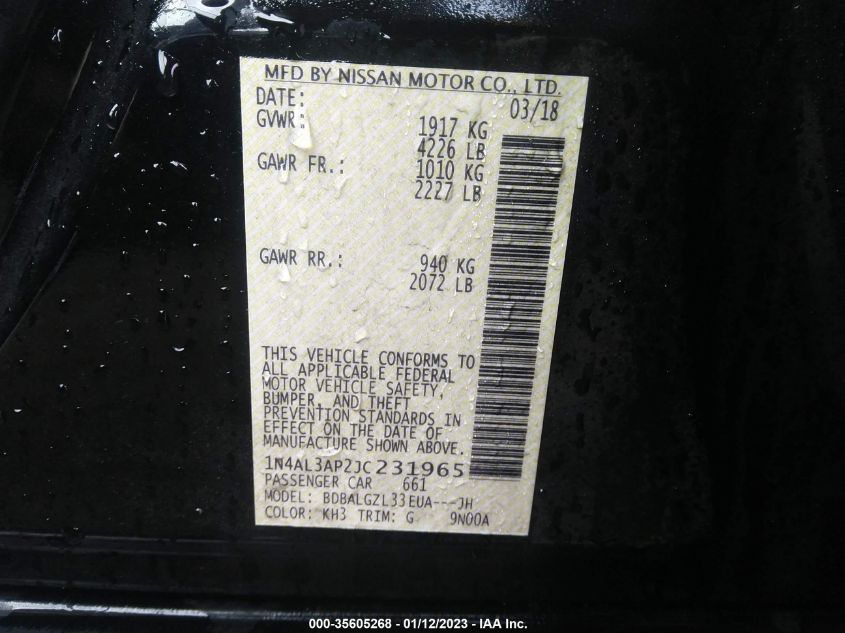 MFD BY NISSAN MOTOR CO., LTD.
DATE: 03/18
GVWR: 1917 KG
4226 LB
GAWR FR.: 1010 KG
2227 LB
GAWR RR.: 940 KG
2072 LB
THIS VEHICLE CONFORMS TO
ALL APPLICABLE FEDERAL
MOTOR VEHICLE SAFETY,
BUMPER, AND THEFT
PREVENTION STANDARDS IN
EFFECT ON THE DATE OF
MANUFACTURE SHOWN ABOVE.
1N4AL3AP2JC231965
PASSENGER CAR 661
MODEL: BDBALGZL33EUA---JH
COLOR: KH3 TRIM: G 9N00A
000-35605268 - 01/12/2023 - IAA Inc.